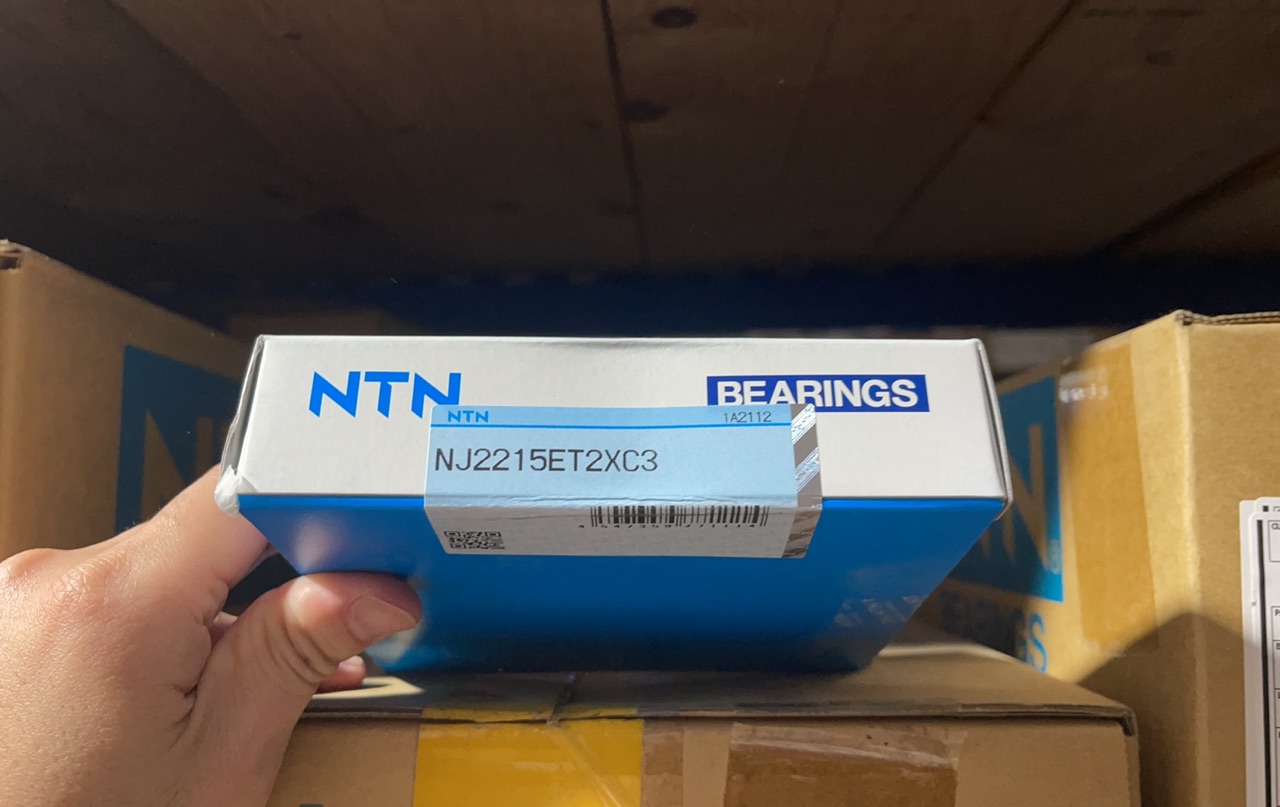 NTN
BEARINGS
NTN
1A2112
NJ2215ET2XC3